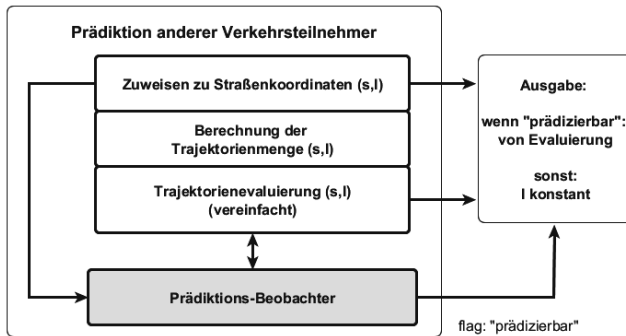 Prädiktion anderer Verkehrsteilnehmer
Zuweisen zu Straßenkoordinaten (s,l)
Berechnung der
Trajektorienmenge (s,l)
Trajektorienevaluierung (s,l)
(vereinfacht)
Prädiktions-Beobachter
Ausgabe:
wenn "prädizierbar":
von Evaluierung
sonst:
l konstant
flag: "prädizierbar"